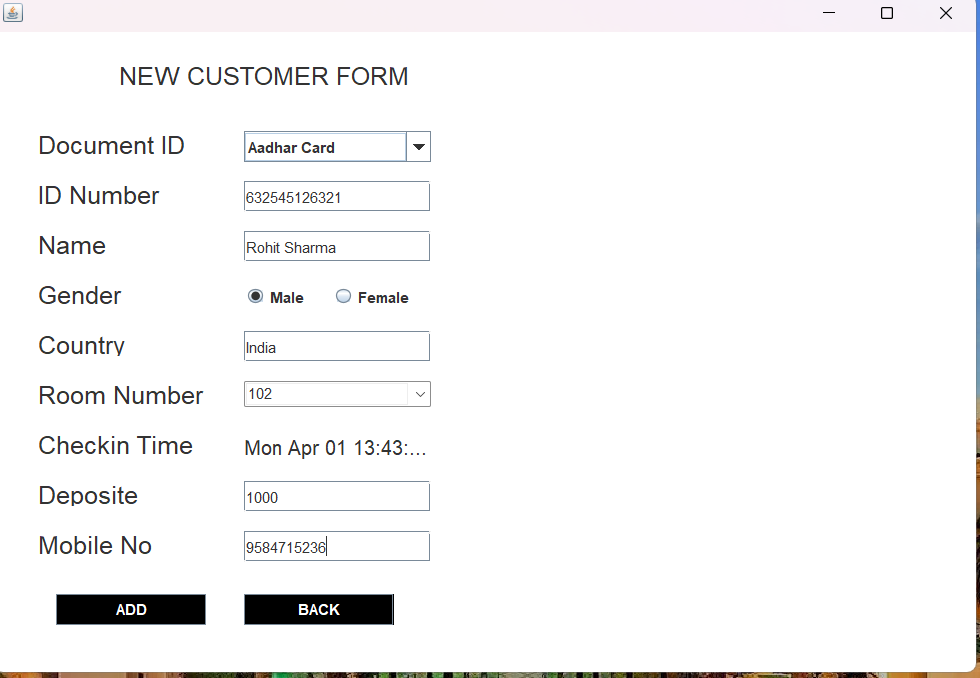 NEW CUSTOMER FORM
Document ID Aadhar Card
ID Number 632545126321
Name Rohit Sharma
Gender Male Female
Country India
Room Number 102
Checkin Time Mon Apr 01 13:43:...
Deposite 1000
Mobile No 9584715236
ADD BACK